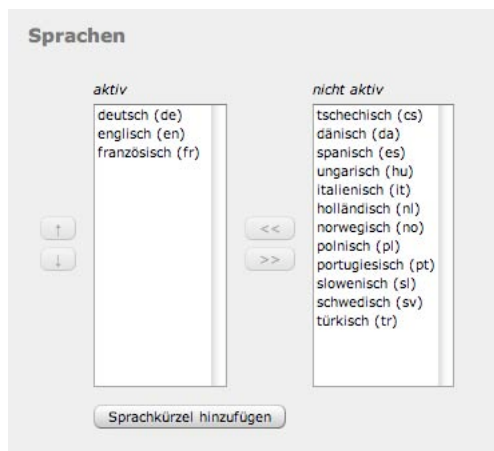 Sprachen
aktiv
deutsch (de)
englisch (en)
französisch (fr)
↑
↓
<<
>>
nicht aktiv
tschechisch (cs)
dänisch (da)
spanisch (es)
ungarisch (hu)
italienisch (it)
holländisch (nl)
norwegisch (no)
polnisch (pl)
portugiesisch (pt)
slowenisch (sl)
schwedisch (sv)
türkisch (tr)
Sprachkürzel hinzufügen